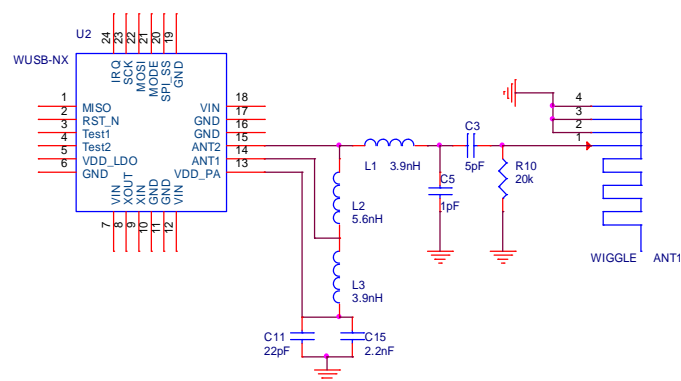 U2
WUSB-NX
24 23 22 21 20 19
IRQ SCK MOSI MODE SPI_SS GND
1 MISO VIN 18
2 RST_N GND 17
3 Test1 GND 16
4 Test2 ANT2 15
5 VDD_LDO ANT1 14
6 GND VDD_PA 13
VIN XOUT XIN GND GND VIN
7 8 9 10 11 12
L1 3.9nH
C3
5pF
C5
1pF
R10
20k
L2
5.6nH
L3
3.9nH
C11
22pF
C15
2.2nF
4
3
2
1
WIGGLE ANT1